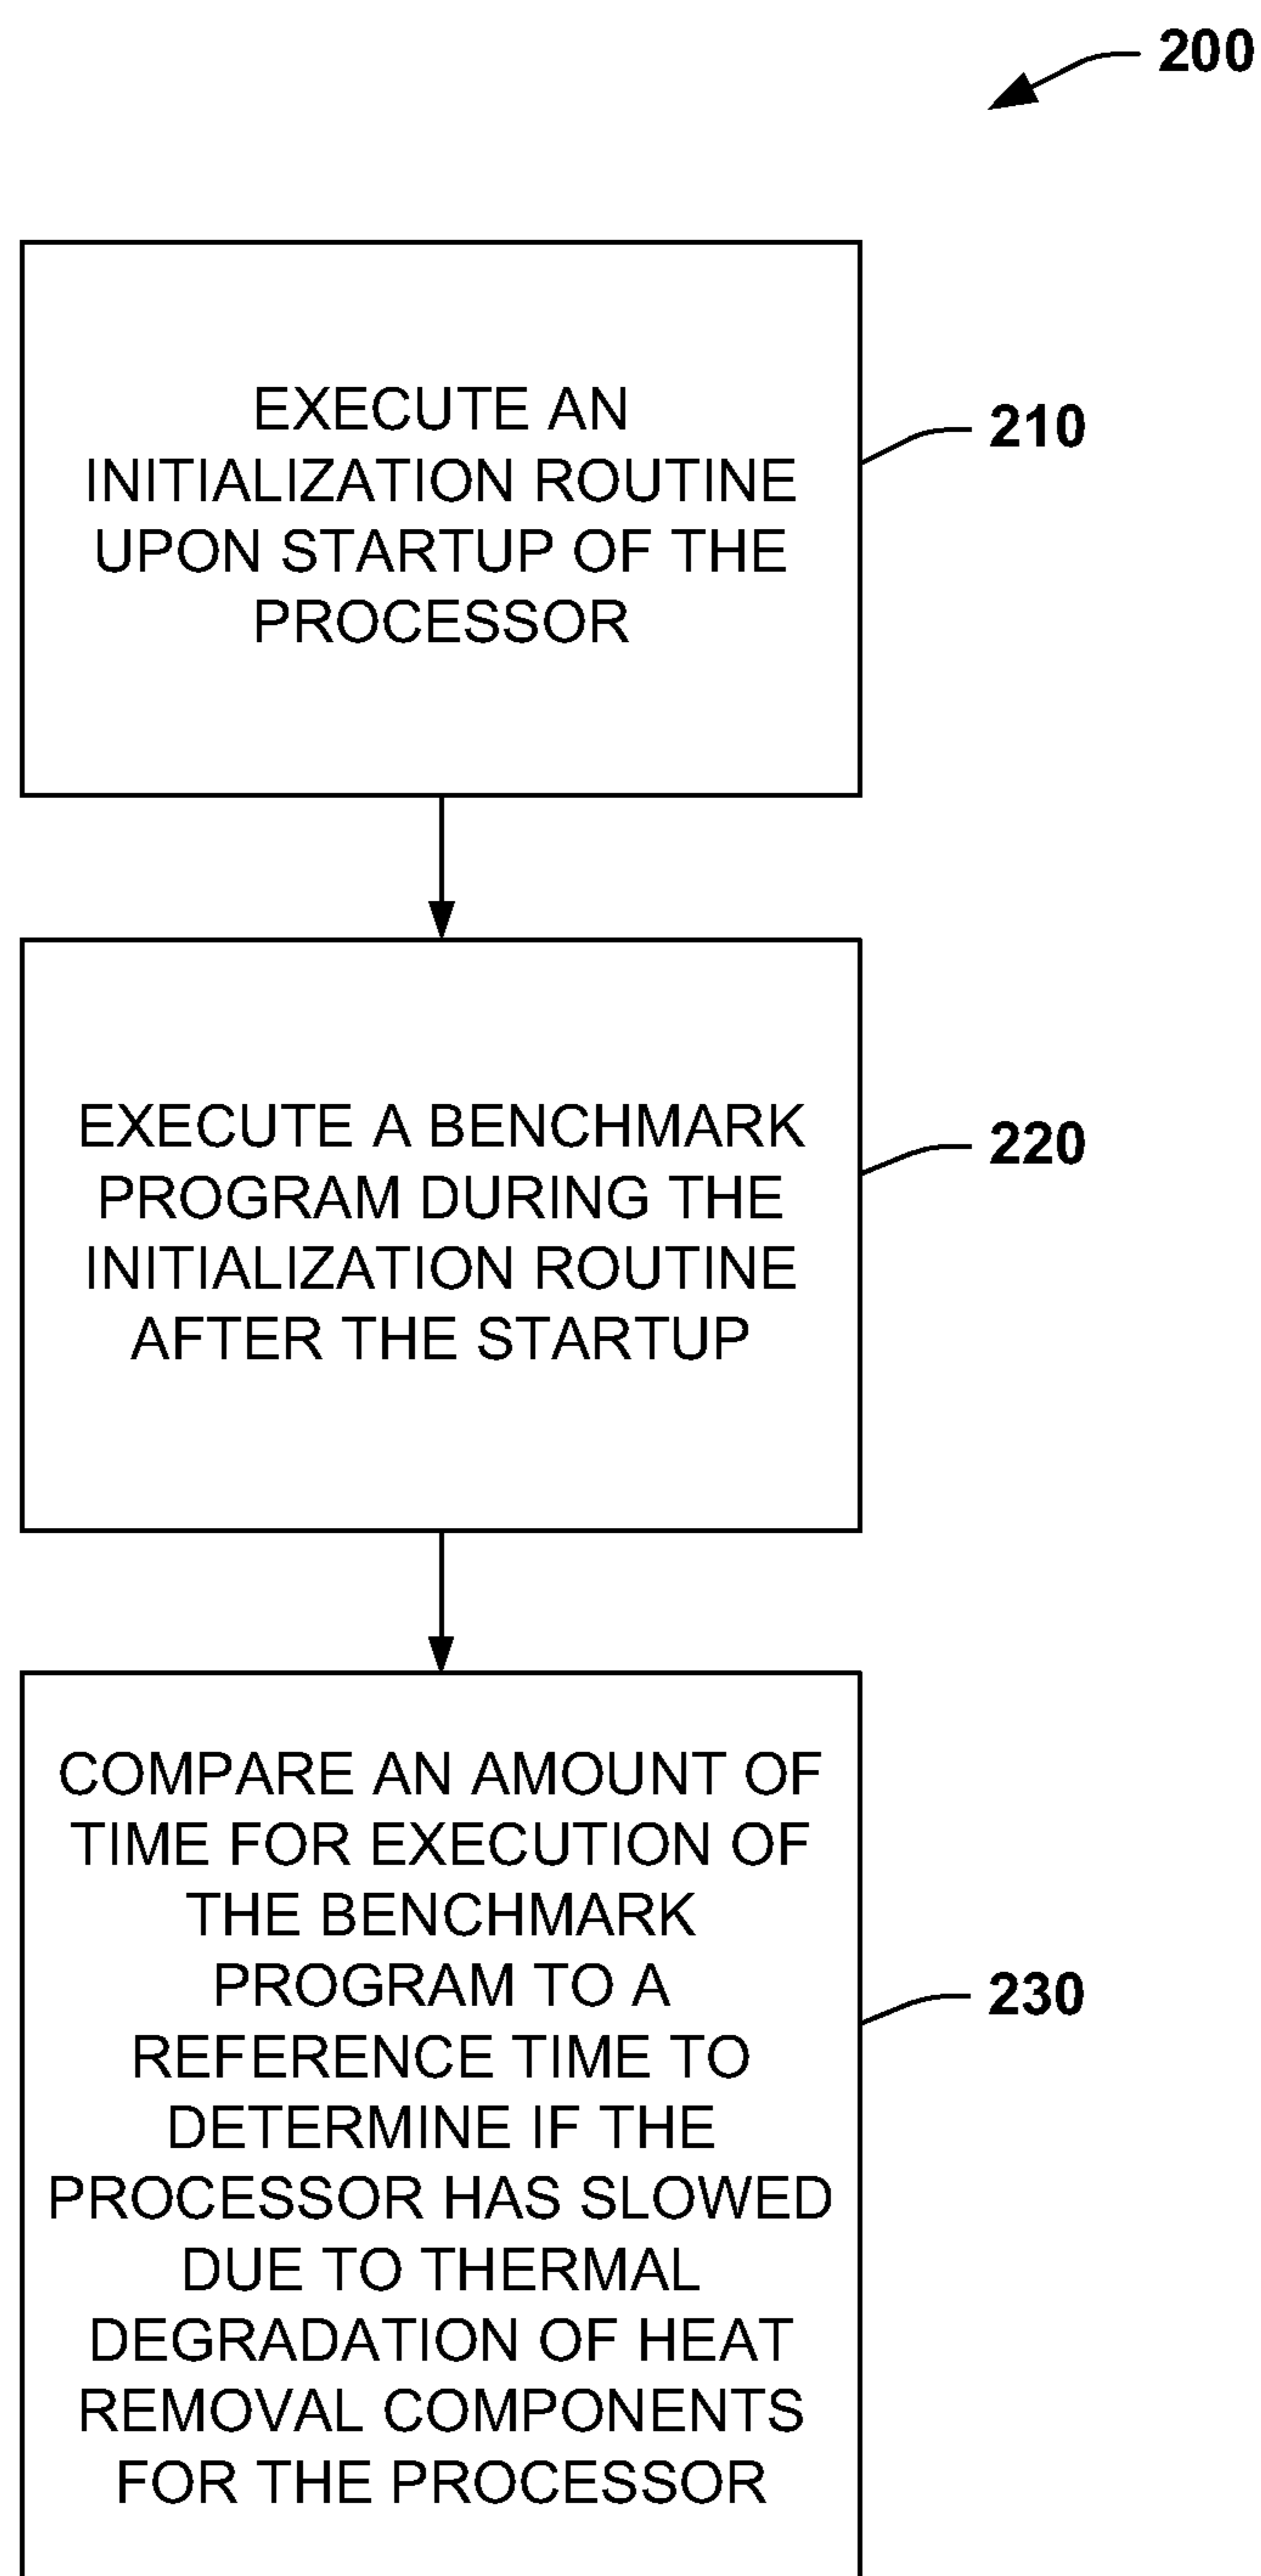 200
EXECUTE AN
INITIALIZATION ROUTINE
UPON STARTUP OF THE
PROCESSOR
210
EXECUTE A BENCHMARK
PROGRAM DURING THE
INITIALIZATION ROUTINE
AFTER THE STARTUP
220
COMPARE AN AMOUNT OF
TIME FOR EXECUTION OF
THE BENCHMARK
PROGRAM TO A
REFERENCE TIME TO
DETERMINE IF THE
PROCESSOR HAS SLOWED
DUE TO THERMAL
DEGRADATION OF HEAT
REMOVAL COMPONENTS
FOR THE PROCESSOR
230